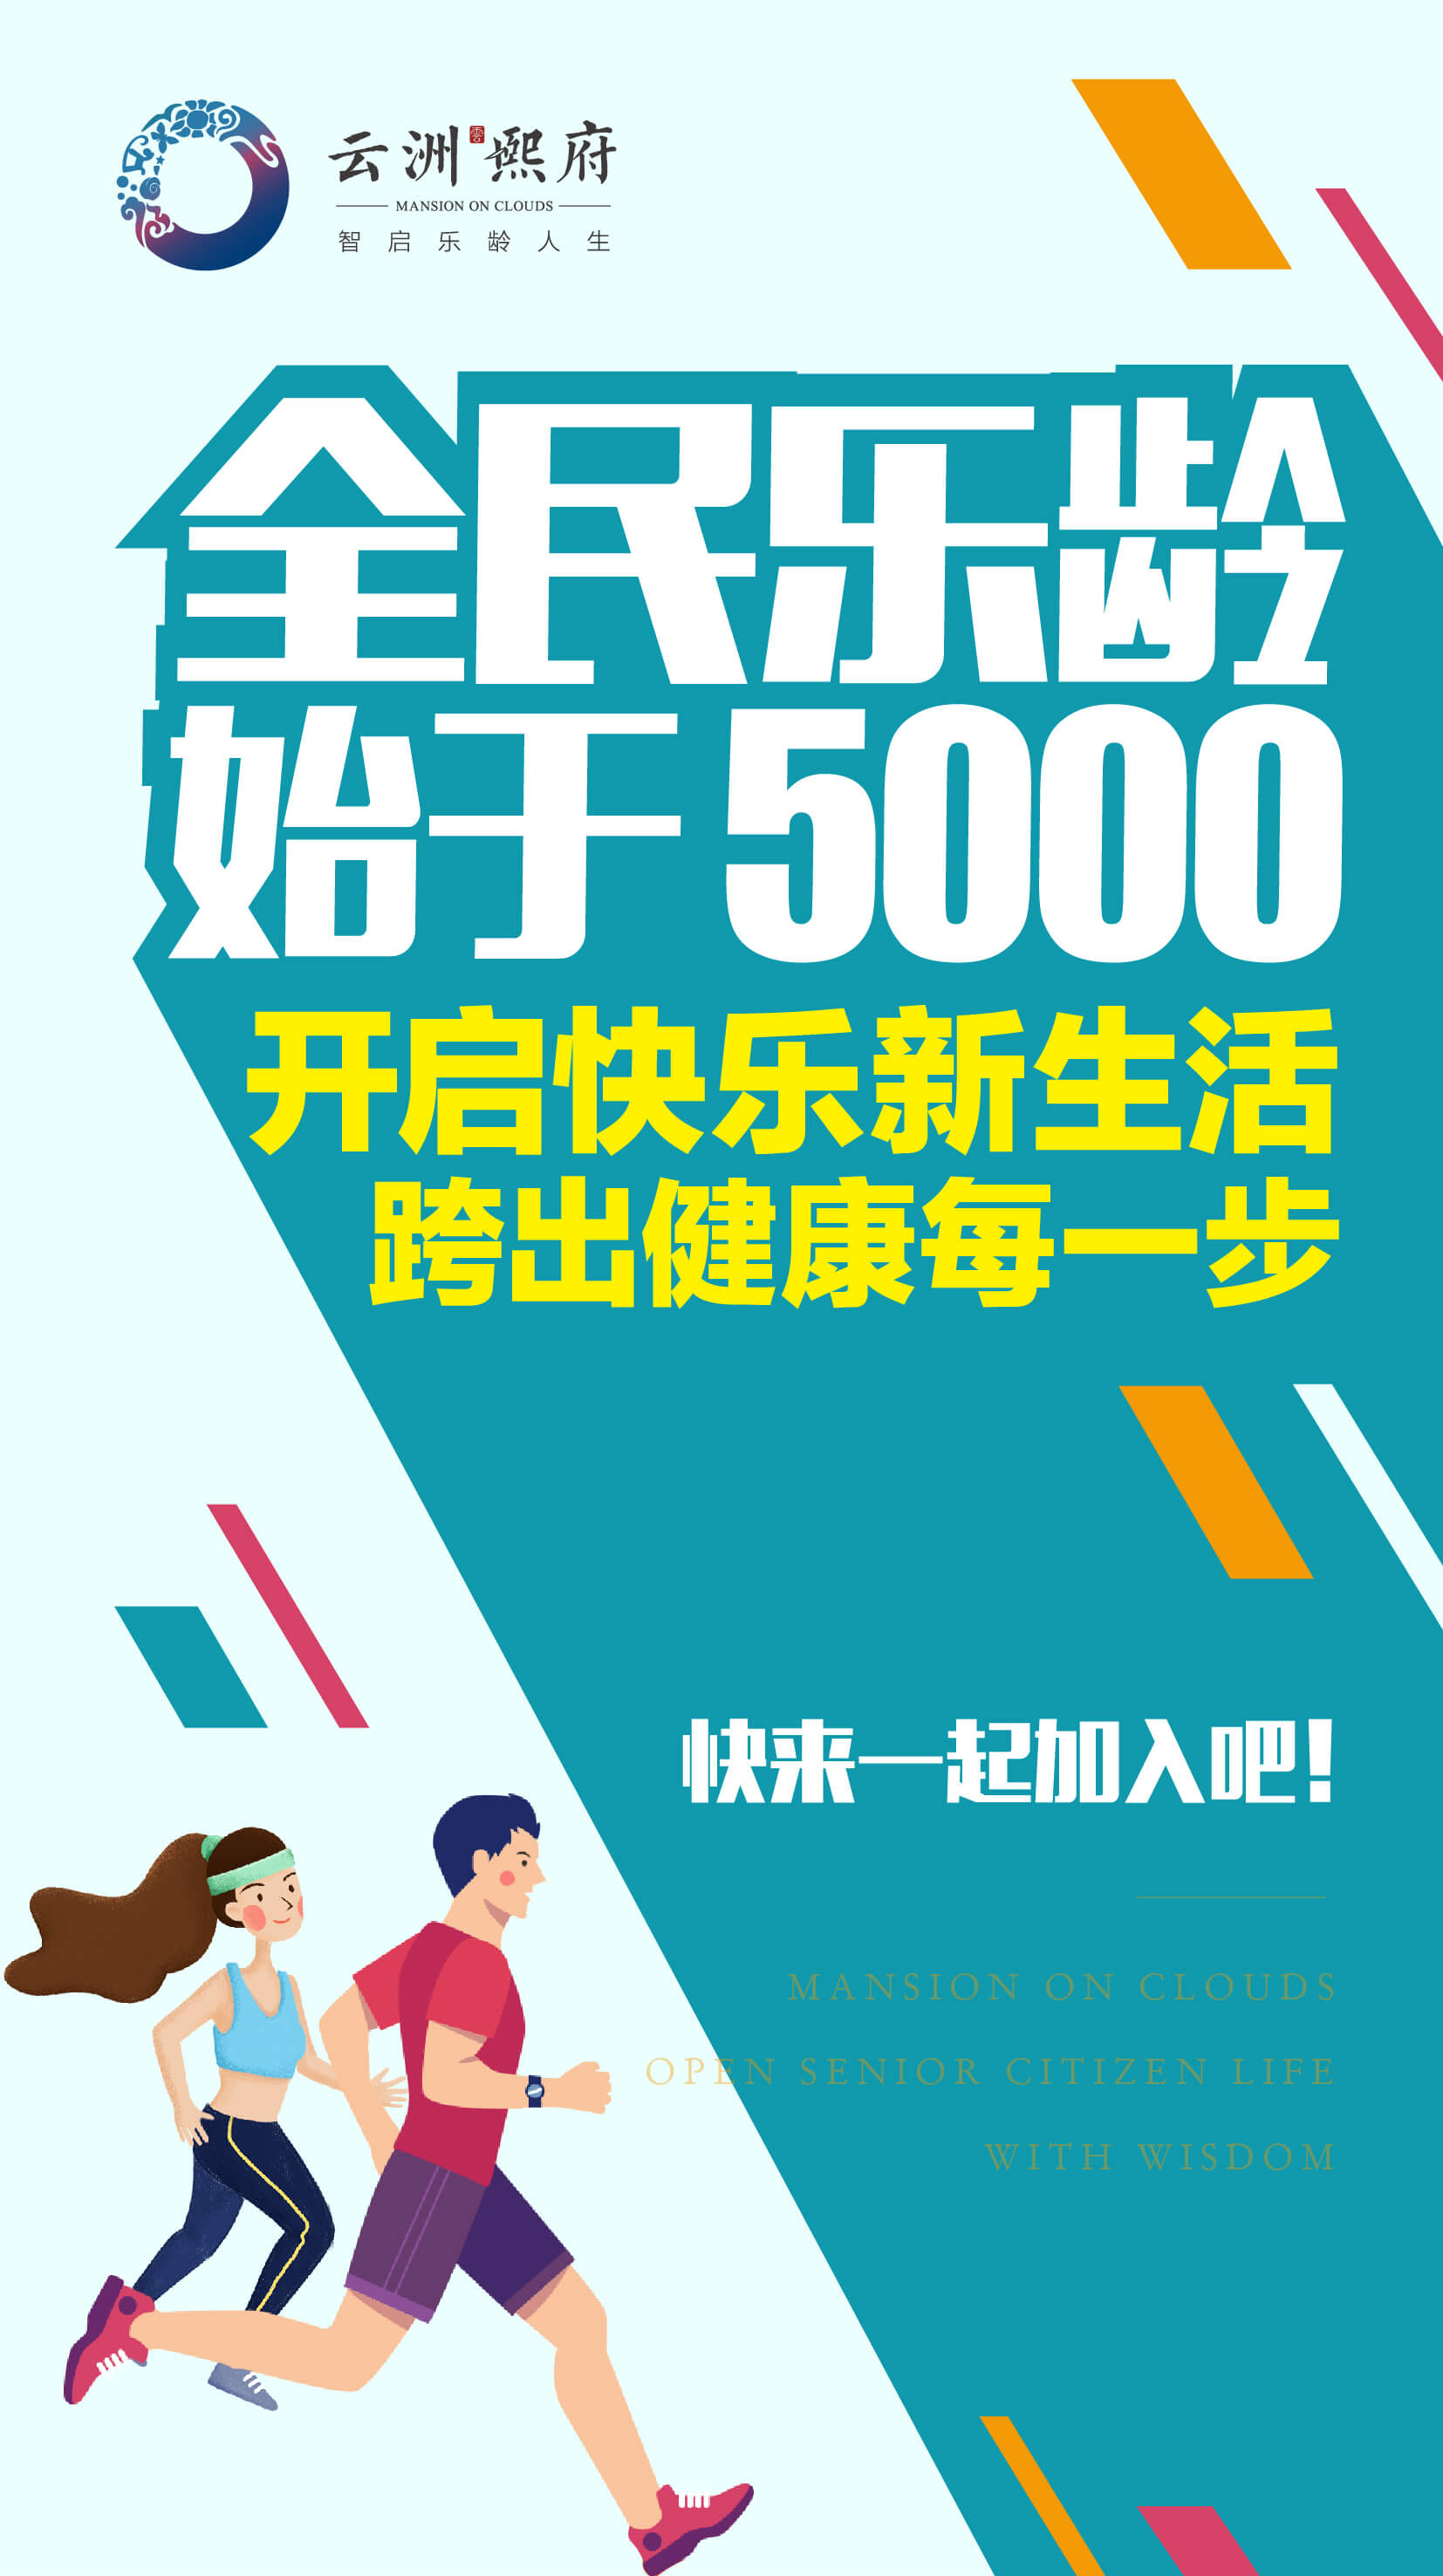 云洲熙府
雲
MANSION ON CLOUDS
智启乐龄人生
全民乐龄
始于5000
开启快乐新生活
跨出健康每一步
快来一起加入吧!
MANSION ON CLOUDS
OPEN SENIOR CITIZEN LIFE
WITH WISDOM